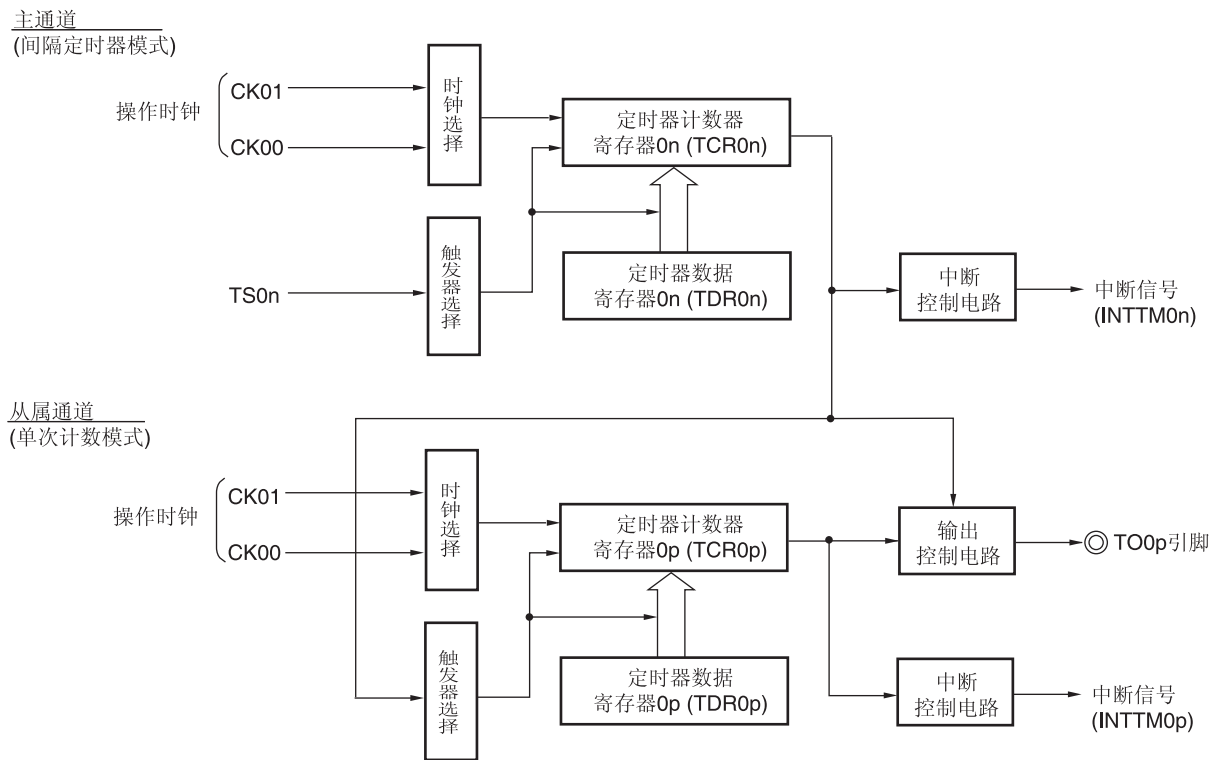 主通道
(间隔定时器模式)
操作时钟
CK01
CK00
时钟选择
定时器计数器
寄存器0n (TCR0n)
TS0n
触发器选择
定时器数据
寄存器0n (TDR0n)
中断
控制电路
中断信号
(INTTM0n)
从属通道
(单次计数模式)
操作时钟
CK01
CK00
时钟选择
定时器计数器
寄存器0p (TCR0p)
输出
控制电路
TO0p引脚
触发器选择
定时器数据
寄存器0p (TDR0p)
中断
控制电路
中断信号
(INTTM0p)